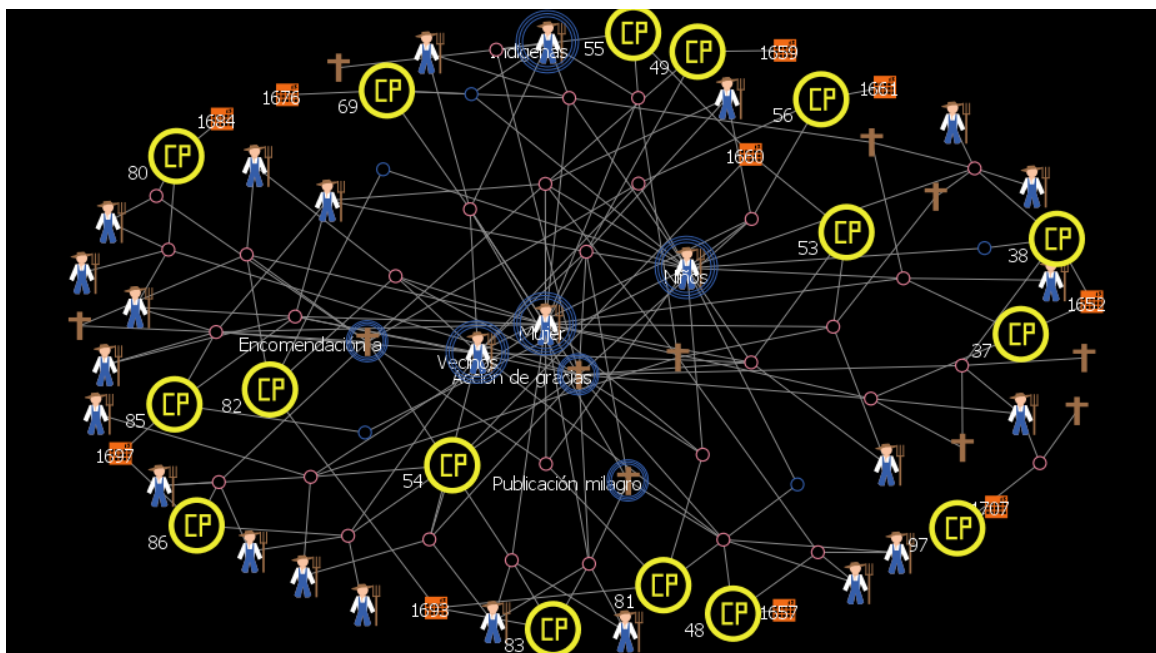 Indígenas
55
CP
49
CP
1659
1676
69
CP
56
CP
1661
1684
80
CP
1660
53
CP
38
CP
Niños
1652
Mujer
37
CP
Encomendación a
Vecinos
Acción de gracias
85
CP
82
CP
1697
54
CP
Publicación milagro
86
CP
1707
97
CP
1693
81
CP
48
CP
1657
83
CP